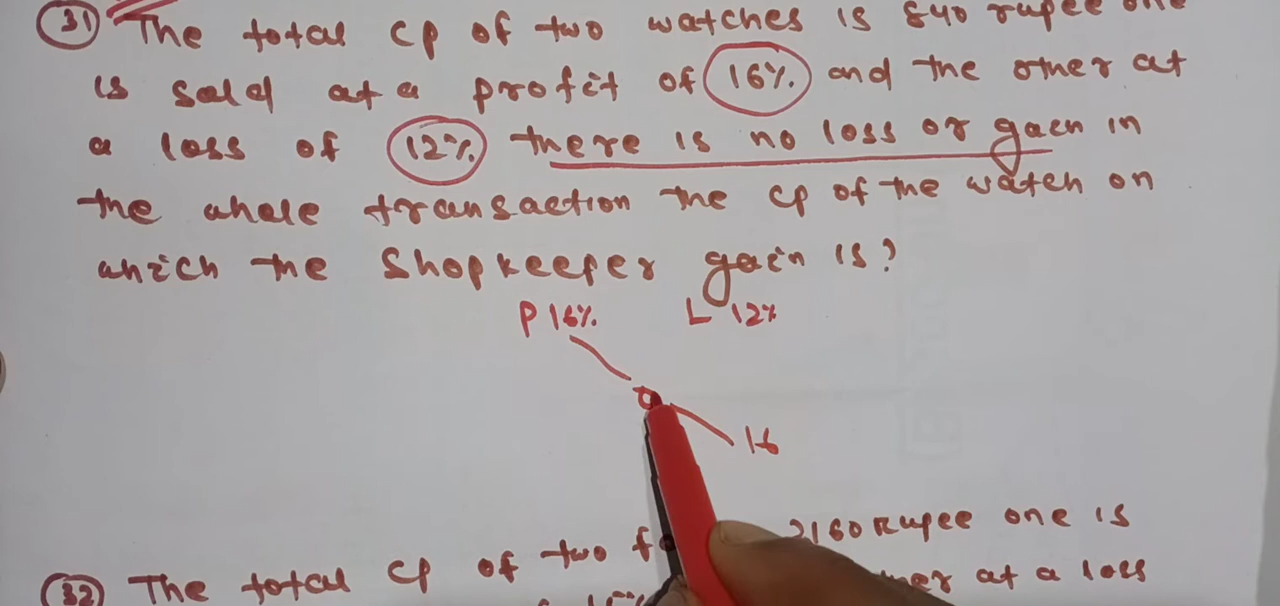 31 The total CP of two watches is 840 rupee one
is sald at a profit of 16% and the other at
a loss of 12% there is no loss or gain in
the whole transaction the cp of the watch on
which the Shopkeeper gain is?
P 16% L 12%
0
16
32 The total CP of two 2160 Rupee one is
at a loss